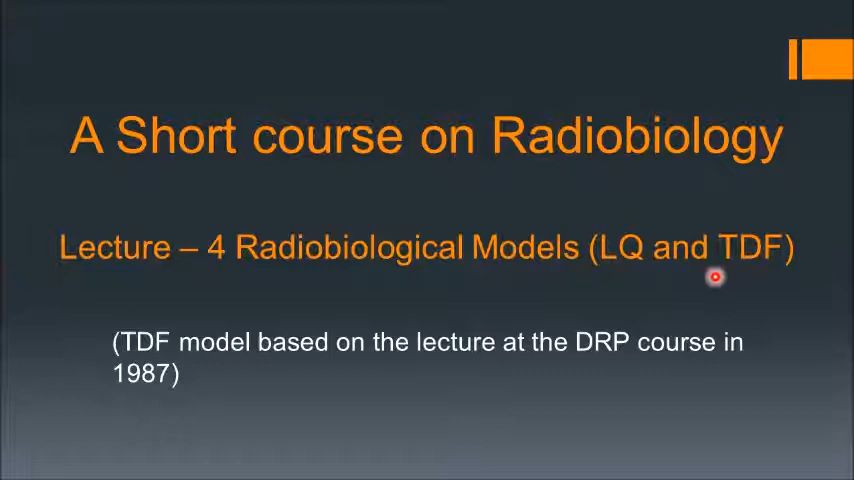 A Short course on Radiobiology
Lecture – 4 Radiobiological Models (LQ and TDF)
(TDF model based on the lecture at the DRP course in
1987)